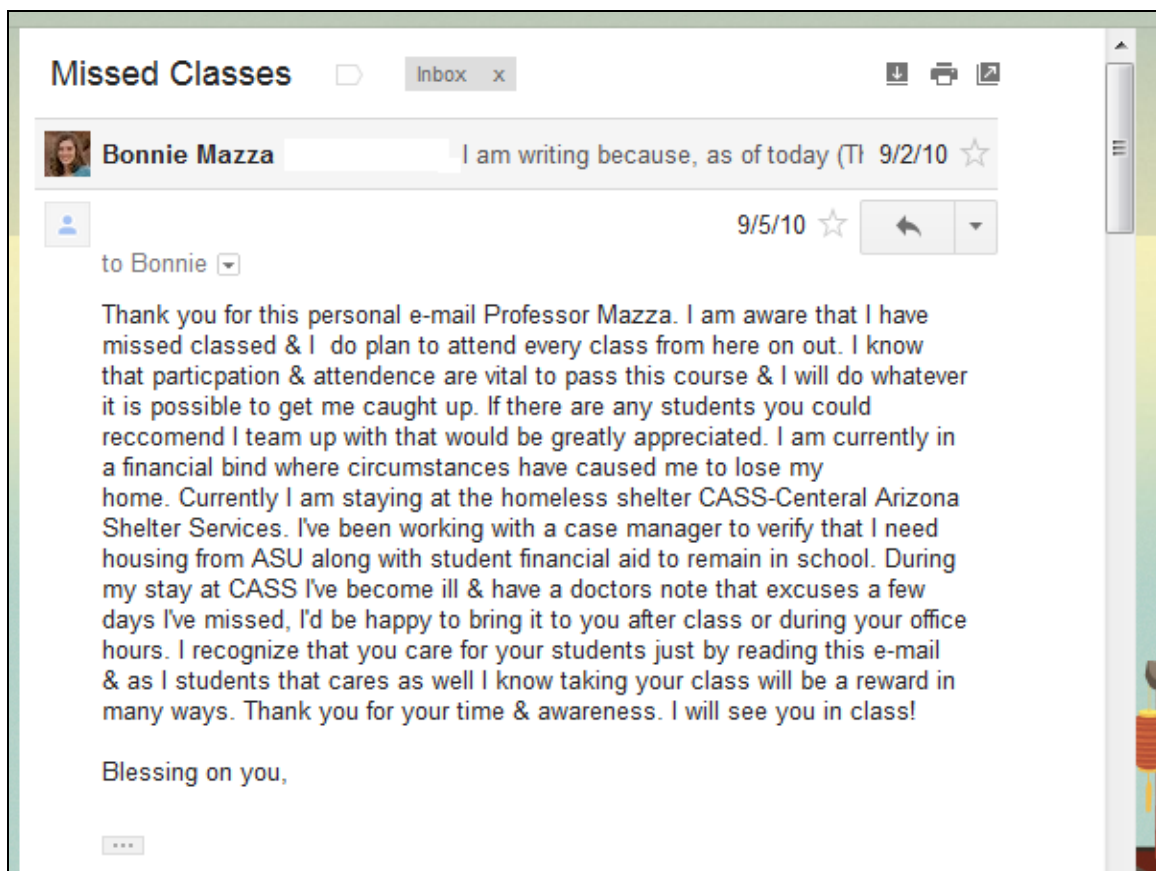 Missed Classes
Inbox x
Bonnie Mazza I am writing because, as of today (Th 9/2/10
9/5/10
to Bonnie
Thank you for this personal e-mail Professor Mazza. I am aware that I have
missed classed & I do plan to attend every class from here on out. I know
that particpation & attendence are vital to pass this course & I will do whatever
it is possible to get me caught up. If there are any students you could
reccomend I team up with that would be greatly appreciated. I am currently in
a financial bind where circumstances have caused me to lose my
home. Currently I am staying at the homeless shelter CASS-Centeral Arizona
Shelter Services. I've been working with a case manager to verify that I need
housing from ASU along with student financial aid to remain in school. During
my stay at CASS I've become ill & have a doctors note that excuses a few
days I've missed, I'd be happy to bring it to you after class or during your office
hours. I recognize that you care for your students just by reading this e-mail
& as I students that cares as well I know taking your class will be a reward in
many ways. Thank you for your time & awareness. I will see you in class!
Blessing on you,